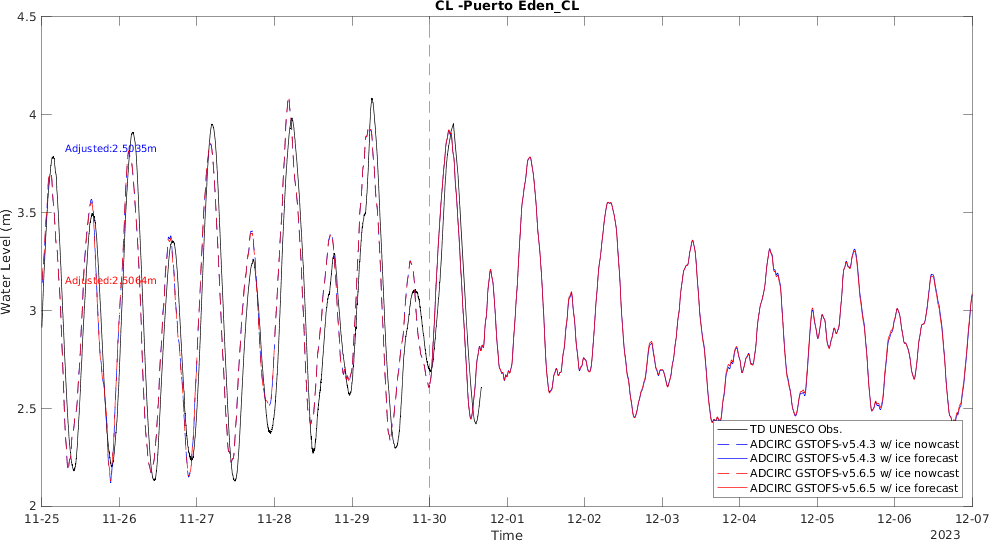 CL -Puerto Eden_CL
4.5
4
3.5
3
2.5
2
Water Level (m)
Adjusted:2.5035m
Adjusted:2.5064m
TD UNESCO Obs.
ADCIRC GSTOFS-v5.4.3 w/ ice nowcast
ADCIRC GSTOFS-v5.4.3 w/ ice forecast
ADCIRC GSTOFS-v5.6.5 w/ ice nowcast
ADCIRC GSTOFS-v5.6.5 w/ ice forecast
11-25 11-26 11-27 11-28 11-29 11-30 12-01 12-02 12-03 12-04 12-05 12-06 12-07
Time
2023